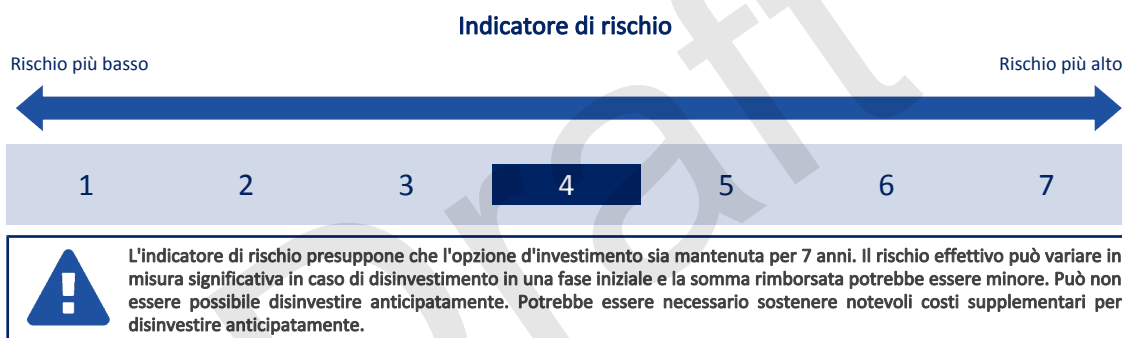 Indicatore di rischio
Rischio più basso
Rischio più alto
1 2 3 4 5 6 7
L'indicatore di rischio presuppone che l'opzione d'investimento sia mantenuta per 7 anni. Il rischio effettivo può variare in
misura significativa in caso di disinvestimento in una fase iniziale e la somma rimborsata potrebbe essere minore. Può non
essere possibile disinvestire anticipatamente. Potrebbe essere necessario sostenere notevoli costi supplementari per
disinvestire anticipatamente.
Draft